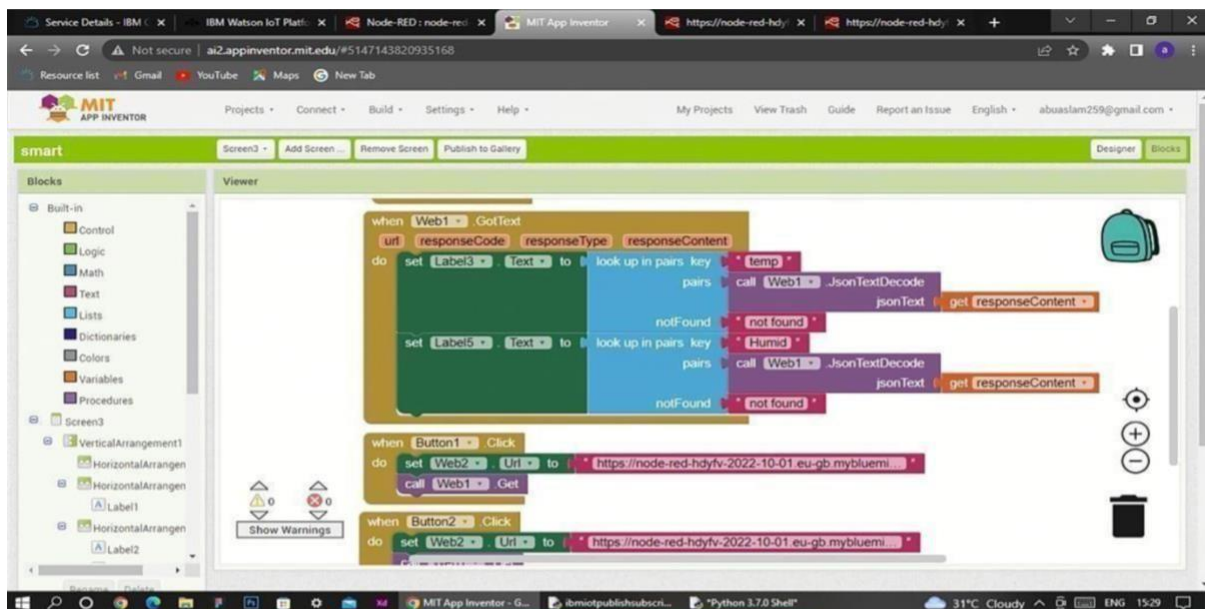 Service Details - IBM C
IBM Watson IoT Platfo
Node-RED : node-red-
MIT App Inventor
https://node-red-hdy
https://node-red-hdy
Not secure | ai2.appinventor.mit.edu/#5147143820935168
Resource list Gmail YouTube Maps New Tab
MIT
APP INVENTOR
Projects Connect Build Settings Help My Projects View Trash Guide Report an Issue English abuaslam259@gmail.com
smart Screen3 Add Screen ... Remove Screen Publish to Gallery Designer Blocks
Blocks
Viewer
Built-in
Control
Logic
Math
Text
Lists
Dictionaries
Colors
Variables
Procedures
Screen3
VerticalArrangement1
HorizontalArrangen
HorizontalArrangen
Label1
HorizontalArrangen
Label2
Rename Delete
when Web1 .GotText
url responseCode responseType responseContent
do set Label3 . Text to look up in pairs key " temp "
pairs call Web1 .JsonTextDecode
jsonText get responseContent
notFound " not found "
set Label5 . Text to look up in pairs key " Humid "
pairs call Web1 .JsonTextDecode
jsonText get responseContent
notFound " not found "
when Button1 .Click
do set Web2 . Url to " https://node-red-hdyfv-2022-10-01.eu-gb.mybluemi... "
call Web1 .Get
when Button2 .Click
do set Web2 . Url to " https://node-red-hdyfv-2022-10-01.eu-gb.mybluemi... "
0 0
Show Warnings
MIT App Inventor - G...
ibmiotpublishsubscri...
*Python 3.7.0 Shell*
31°C Cloudy ENG 15:29